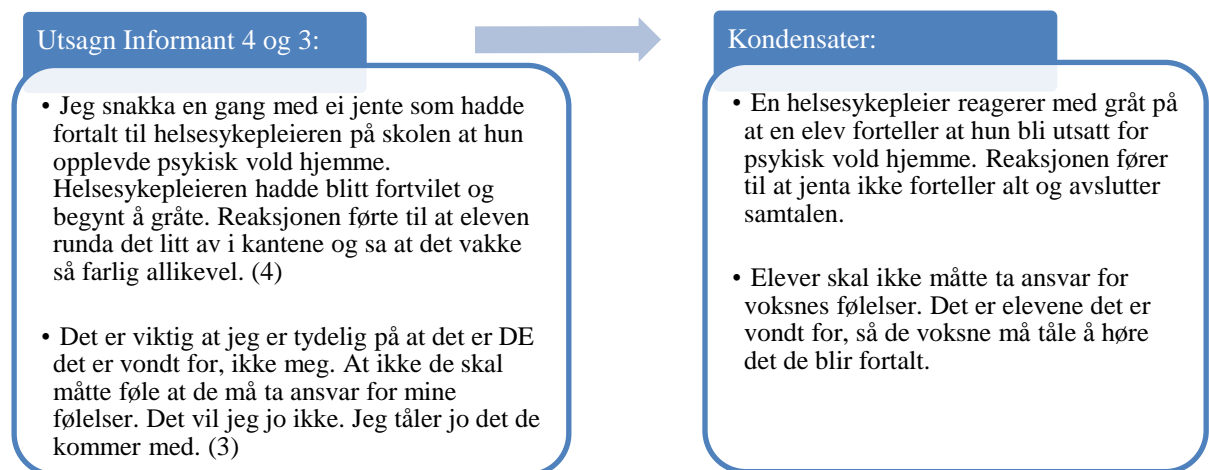 Utsagn Informant 4 og 3:
• Jeg snakka en gang med ei jente som hadde
fortalt til helsesykepleieren på skolen at hun
opplevde psykisk vold hjemme.
Helsesykepleieren hadde blitt fortvilet og
begynt å gråte. Reaksjonen førte til at eleven
runda det litt av i kantene og sa at det vakke
så farlig allikevel. (4)
• Det er viktig at jeg er tydelig på at det er DE
det er vondt for, ikke meg. At ikke de skal
måtte føle at de må ta ansvar for mine
følelser. Det vil jeg jo ikke. Jeg tåler jo det de
kommer med. (3)
Kondensater:
• En helsesykepleier reagerer med gråt på
at en elev forteller at hun bli utsatt for
psykisk vold hjemme. Reaksjonen fører
til at jenta ikke forteller alt og avslutter
samtalen.
• Elever skal ikke måtte ta ansvar for
voksnes følelser. Det er elevene det er
vondt for, så de voksne må tåle å høre
det de blir fortalt.